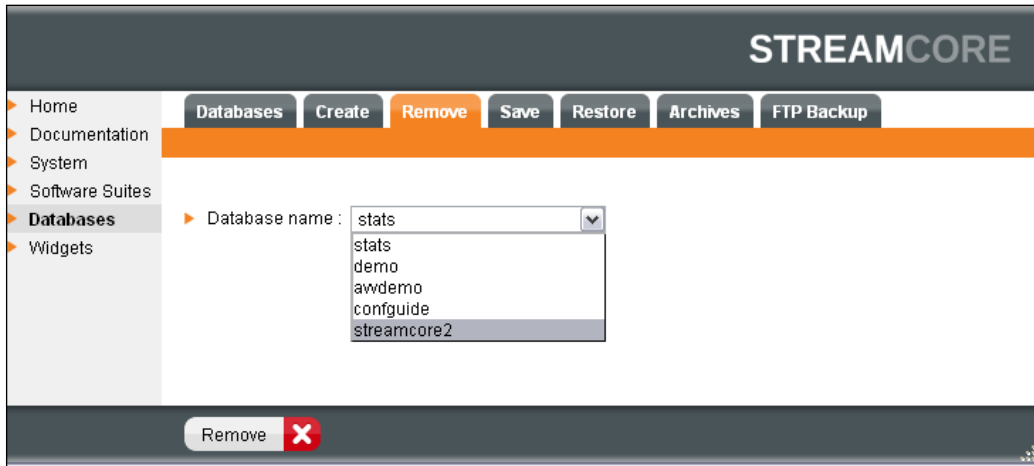 STREAMCORE
Home
Documentation
System
Software Suites
Databases
Widgets
Databases Create Remove Save Restore Archives FTP Backup
Database name : stats
stats
demo
awdemo
confguide
streamcore2
Remove